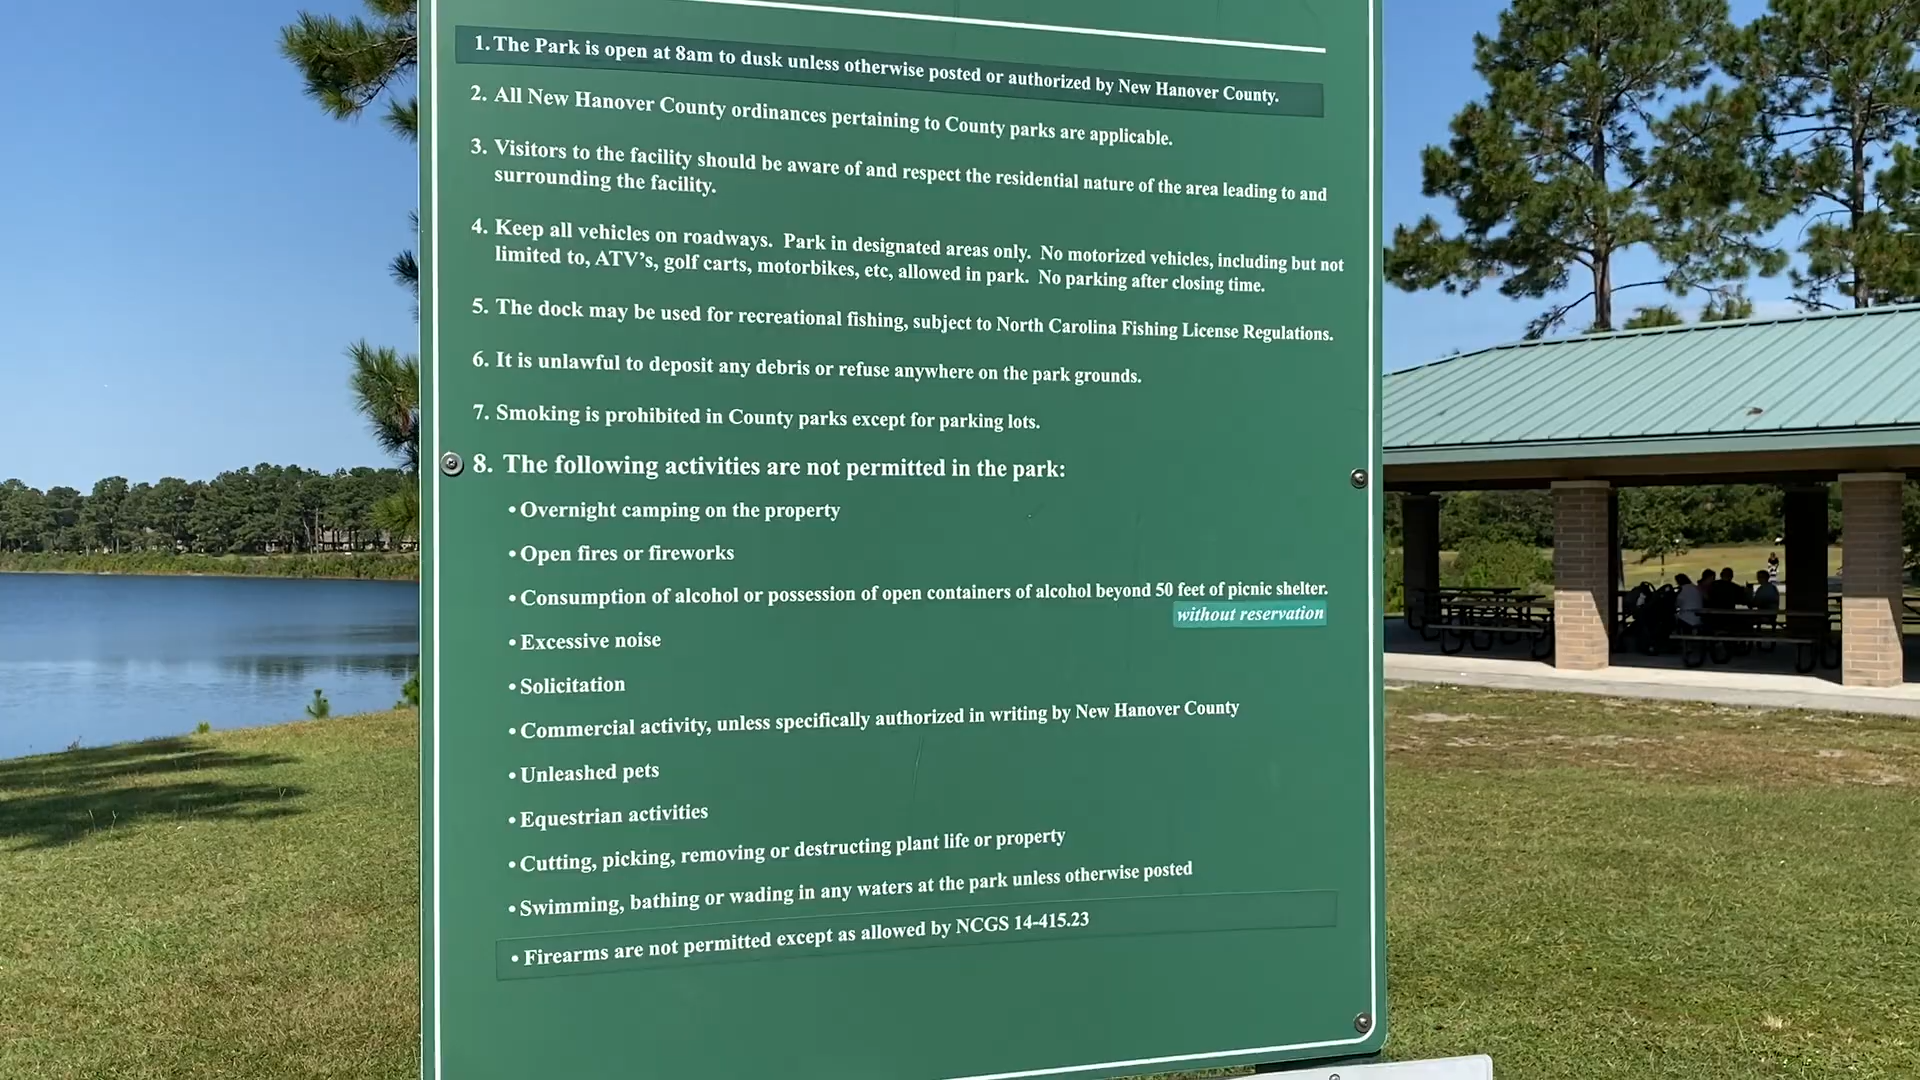 1. The Park is open at 8am to dusk unless otherwise posted or authorized by New Hanover County.
2. All New Hanover County ordinances pertaining to County parks are applicable.
3. Visitors to the facility should be aware of and respect the residential nature of the area leading to and
surrounding the facility.
4. Keep all vehicles on roadways. Park in designated areas only. No motorized vehicles, including but not
limited to, ATV's, golf carts, motorbikes, etc, allowed in park. No parking after closing time.
5. The dock may be used for recreational fishing, subject to North Carolina Fishing License Regulations.
6. It is unlawful to deposit any debris or refuse anywhere on the park grounds.
7. Smoking is prohibited in County parks except for parking lots.
8. The following activities are not permitted in the park:
• Overnight camping on the property
• Open fires or fireworks
• Consumption of alcohol or possession of open containers of alcohol beyond 50 feet of picnic shelter.
without reservation
• Excessive noise
• Solicitation
• Commercial activity, unless specifically authorized in writing by New Hanover County
• Unleashed pets
• Equestrian activities
• Cutting, picking, removing or destructing plant life or property
• Swimming, bathing or wading in any waters at the park unless otherwise posted
• Firearms are not permitted except as allowed by NCGS 14-415.23